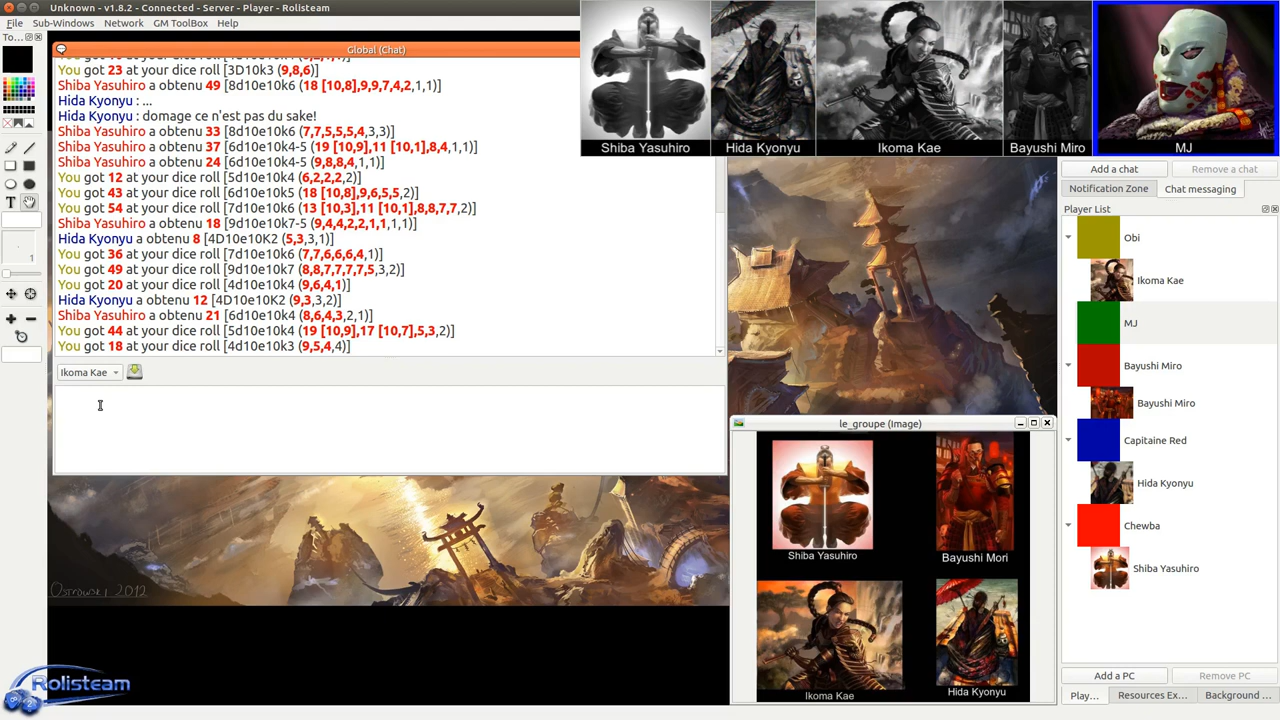 Unknown - v1.8.2 - Connected - Server - Player - Rolisteam
File Sub-Windows Network GM ToolBox Help
To...
Global (Chat)
You got 23 at your dice roll [3D10k3 (9,8,6)]
Shiba Yasuhiro a obtenu 49 [8d10e10k6 (18 [10,8],9,9,7,4,2,1,1)]
Hida Kyonyu : ...
Hida Kyonyu : domage ce n'est pas du sake!
Shiba Yasuhiro a obtenu 33 [8d10e10k6 (7,7,5,5,5,4,3,3)]
Shiba Yasuhiro a obtenu 37 [8d10e10k4-5 (19 [10,9],11 [10,1],8,4,1,1)]
Shiba Yasuhiro a obtenu 24 [6d10e10k4-5 (9,8,8,4,1,1)]
You got 12 at your dice roll [5d10e10k4 (6,2,2,2,2)]
You got 43 at your dice roll [6d10e10k5 (18 [10,8],9,6,5,5,2)]
You got 54 at your dice roll [7d10e10k6 (13 [10,3],11 [10,1],8,8,7,7,2)]
Shiba Yasuhiro a obtenu 18 [9d10e10k7-5 (9,4,4,2,2,1,1,1,1)]
Hida Kyonyu a obtenu 8 [4D10e10K2 (5,3,3,1)]
You got 36 at your dice roll [7d10e10k6 (7,7,6,6,6,4,1)]
You got 49 at your dice roll [9d10e10k7 (8,8,7,7,7,7,5,3,2)]
You got 20 at your dice roll [4d10e10k4 (9,6,4,1)]
Hida Kyonyu a obtenu 12 [4D10e10K2 (9,3,3,2)]
Shiba Yasuhiro a obtenu 21 [6d10e10k4 (8,6,4,3,2,1)]
You got 44 at your dice roll [5d10e10k4 (19 [10,9],17 [10,7],5,3,2)]
You got 18 at your dice roll [4d10e10k3 (9,5,4,4)]
Ikoma Kae
1
Shiba Yasuhiro
Hida Kyonyu
Ikoma Kae
Bayushi Miro
MJ
Add a chat
Remove a chat
Notification Zone
Chat messaging
Player List
Obi
Ikoma Kae
MJ
Bayushi Miro
Bayushi Miro
Capitaine Red
Hida Kyonyu
Chewba
Shiba Yasuhiro
Add a PC
Remove PC
Play...
Resources Ex...
Background ...
le_groupe (Image)
Shiba Yasuhiro
Bayushi Mori
Ikoma Kae
Hida Kyonyu
Ostrowski 2012
Rolisteam